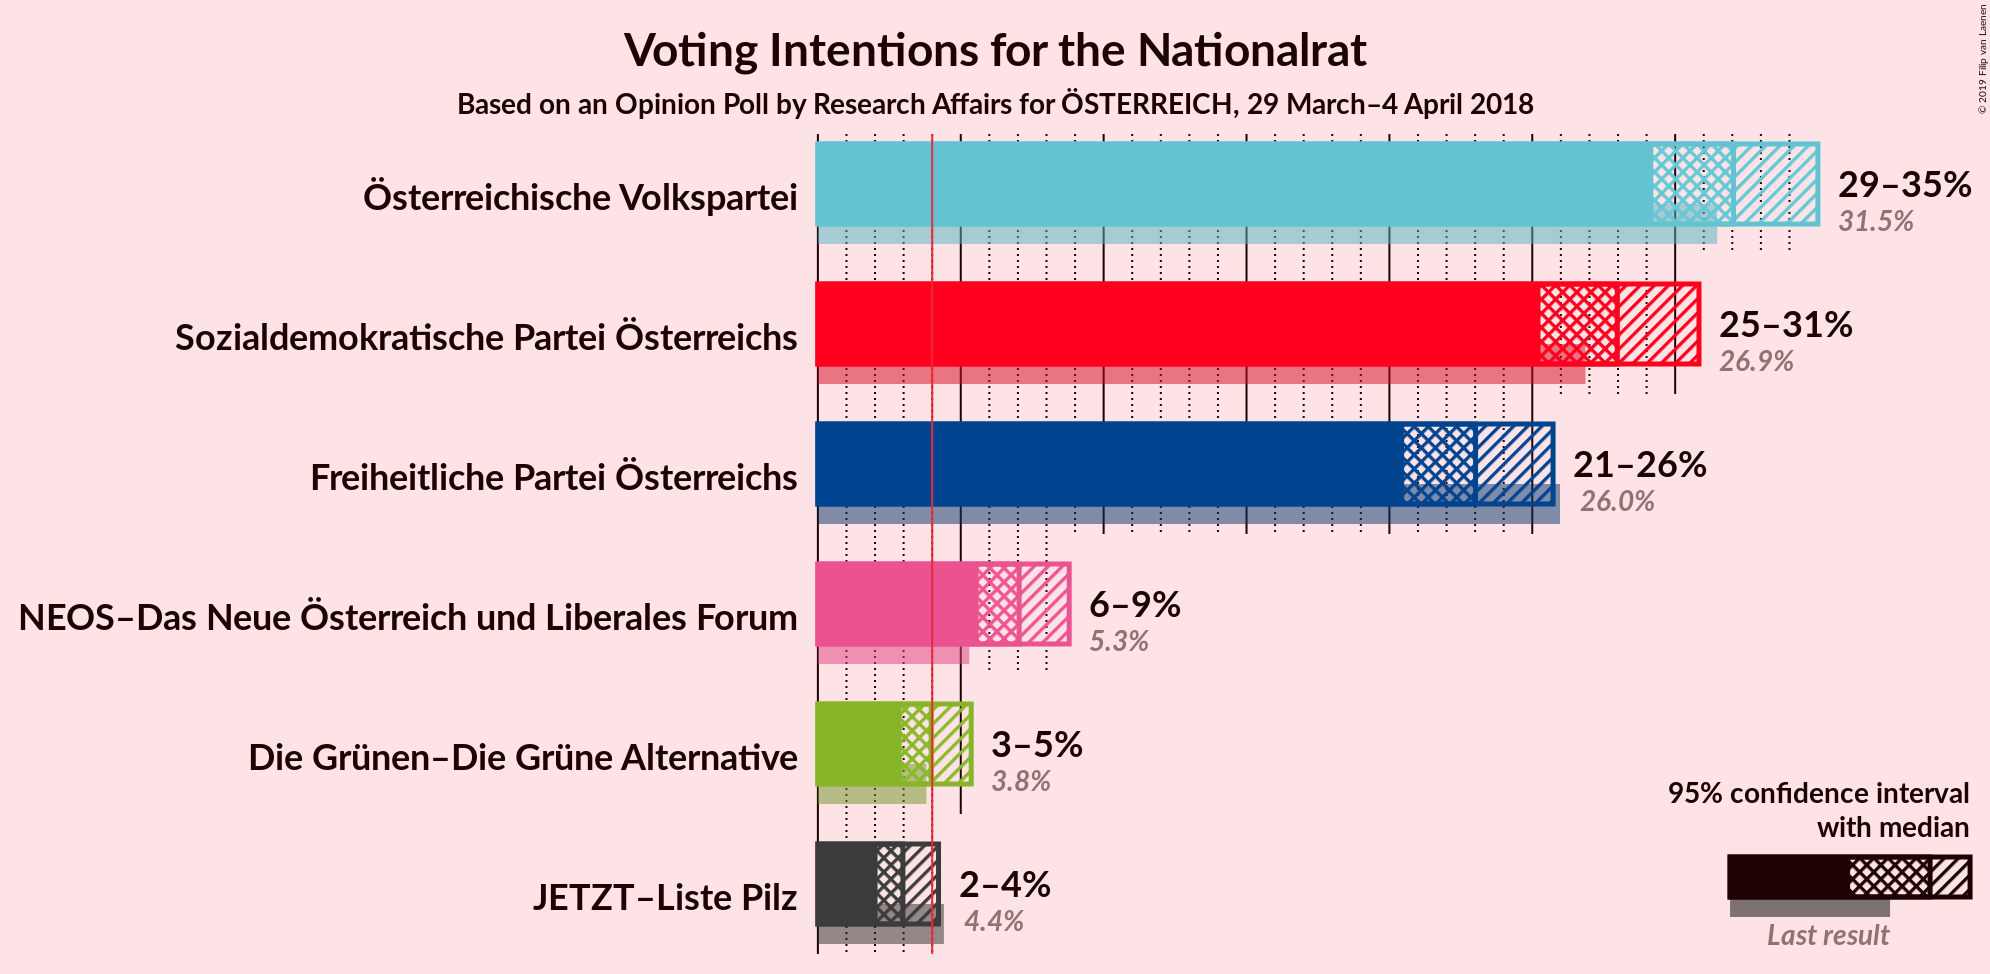 Voting Intentions for the Nationalrat
Based on an Opinion Poll by Research Affairs for ÖSTERREICH, 29 March–4 April 2018
© 2019 Filip van Laenen
Österreichische Volkspartei
29–35%
31.5%
Sozialdemokratische Partei Österreichs
25–31%
26.9%
Freiheitliche Partei Österreichs
21–26%
26.0%
NEOS–Das Neue Österreich und Liberales Forum
6–9%
5.3%
Die Grünen–Die Grüne Alternative
3–5%
3.8%
JETZT–Liste Pilz
2–4%
4.4%
95% confidence interval
with median
Last result